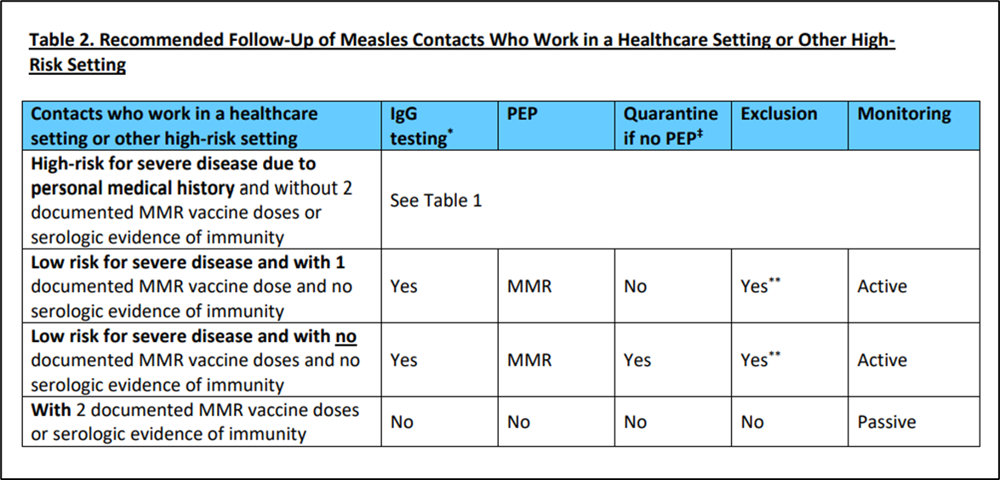 Table 2. Recommended Follow-Up of Measles Contacts Who Work in a Healthcare Setting or Other High-
Risk Setting
Contacts who work in a healthcare
setting or other high-risk setting
IgG
testing*
PEP
Quarantine
if no PEP‡
Exclusion
Monitoring
High-risk for severe disease due to
personal medical history and without 2
documented MMR vaccine doses or
serologic evidence of immunity
See Table 1
Low risk for severe disease and with 1
documented MMR vaccine dose and no
serologic evidence of immunity
Yes
MMR
No
Yes**
Active
Low risk for severe disease and with no
documented MMR vaccine doses and no
serologic evidence of immunity
Yes
MMR
Yes
Yes**
Active
With 2 documented MMR vaccine doses
or serologic evidence of immunity
No
No
No
No
Passive